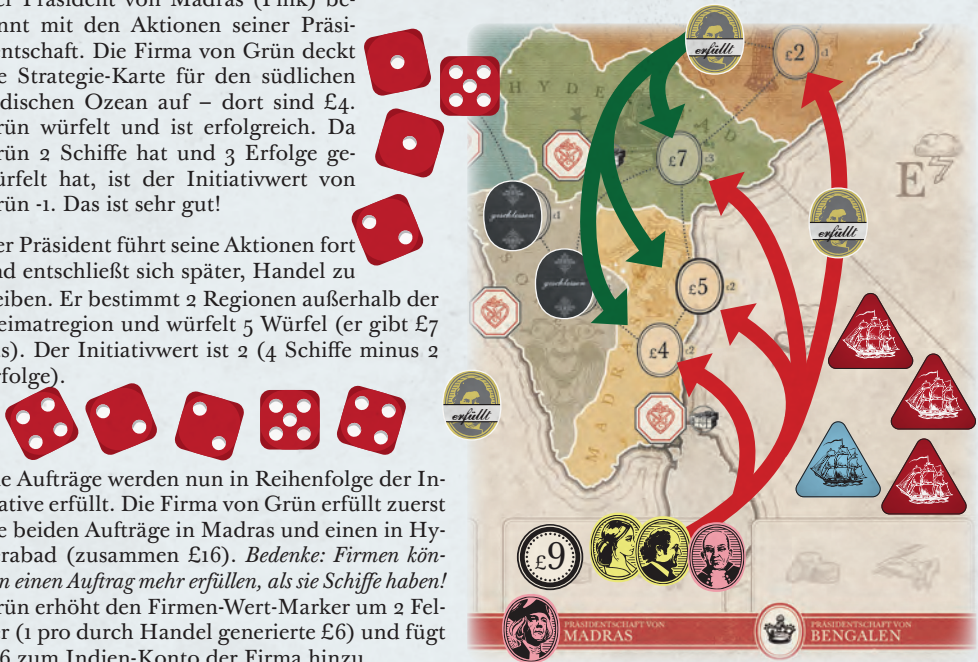 er Präsident von Madras (Pink) be-
nnt mit den Aktionen seiner Präsi-
entschaft. Die Firma von Grün deckt
e Strategie-Karte für den südlichen
dischen Ozean auf – dort sind £4.
rün würfelt und ist erfolgreich. Da
rün 2 Schiffe hat und 3 Erfolge ge-
ürfelt hat, ist der Initiativwert von
rün -1. Das ist sehr gut!
er Präsident führt seine Aktionen fort
nd entschließt sich später, Handel zu
eiben. Er bestimmt 2 Regionen außerhalb der
eimatregion und würfelt 5 Würfel (er gibt £7
s). Der Initiativwert ist 2 (4 Schiffe minus 2
rfolge).
e Aufträge werden nun in Reihenfolge der In-
ative erfüllt. Die Firma von Grün erfüllt zuerst
e beiden Aufträge in Madras und einen in Hy-
erabad (zusammen £16). Bedenke: Firmen kön-
n einen Auftrag mehr erfüllen, als sie Schiffe haben!
rün erhöht den Firmen-Wert-Marker um 2 Fel-
r (1 pro durch Handel generierte £6) und fügt
6 zum Indien-Konto der Firma hinzu
erfüllt
£2
HYDE
AD
£7
E
geschlossen
erfüllt
geschlossen
£5
£4
MADRA
erfüllt
£9
PRÄSIDENTSCHAFT VON
MADRAS
PRÄSIDENTSCHAFT VON
BENGALEN